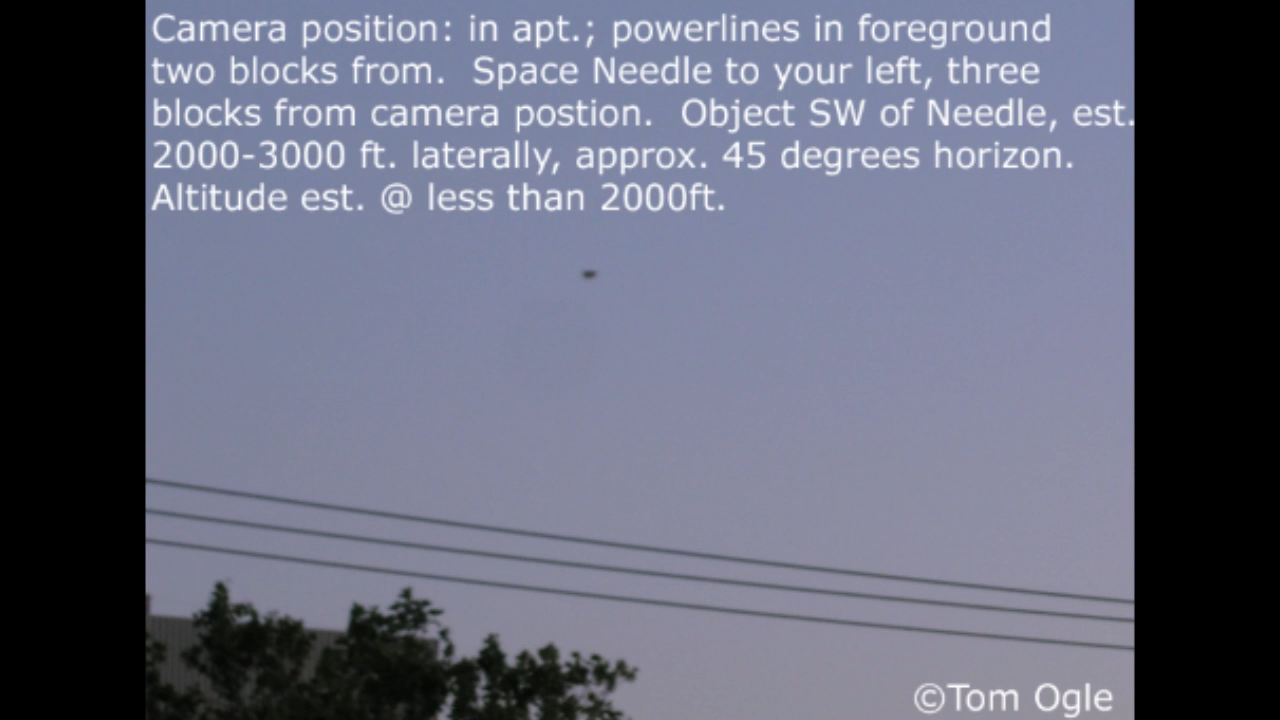 Camera position: in apt.; powerlines in foreground
two blocks from.  Space Needle to your left, three
blocks from camera postion.  Object SW of Needle, est.
2000-3000 ft. laterally, approx. 45 degrees horizon.
Altitude est. @ less than 2000ft.
©Tom Ogle